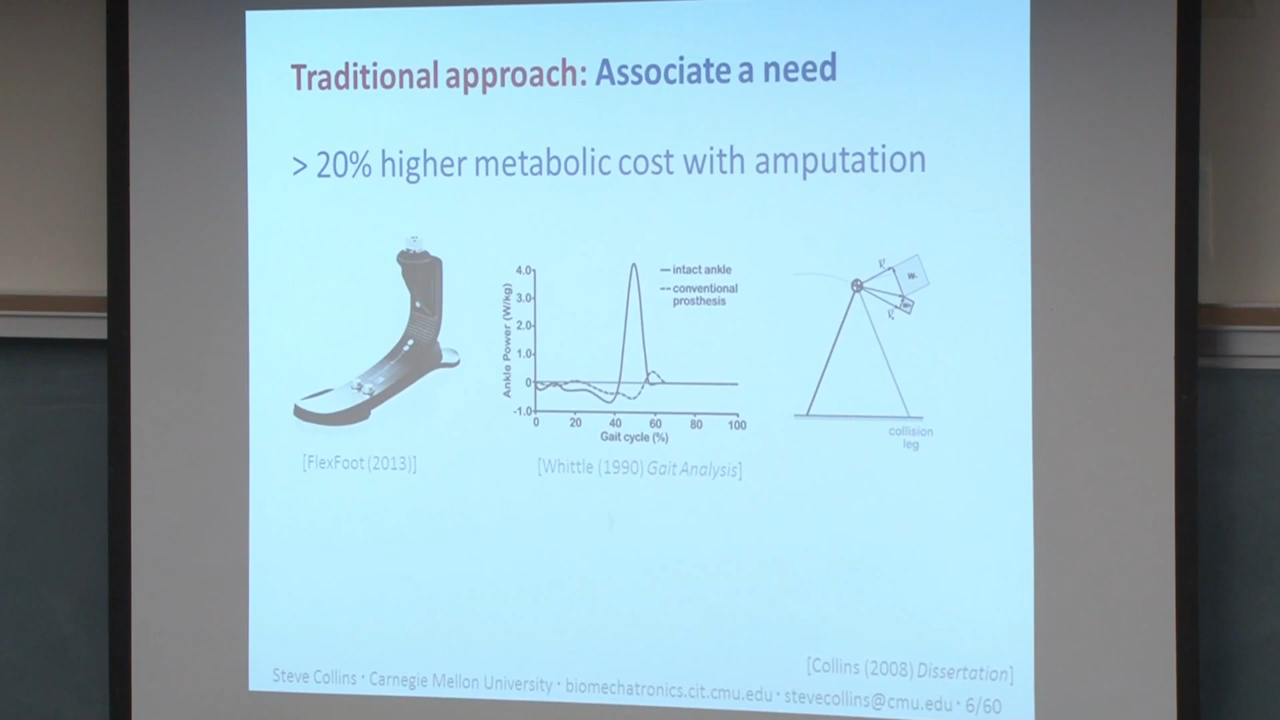 Traditional approach: Associate a need
> 20% higher metabolic cost with amputation
4.0
3.0
2.0
1.0
0
-1.0
Ankle Power (W/kg)
intact ankle
conventional
prosthesis
0 20 40 60 80 100
Gait cycle (%)
collision
leg
[FlexFoot (2013)]
[Whittle (1990) Gait Analysis]
[Collins (2008) Dissertation]
Steve Collins · Carnegie Mellon University · biomechatronics.cit.cmu.edu · stevecollins@cmu.edu · 6/60